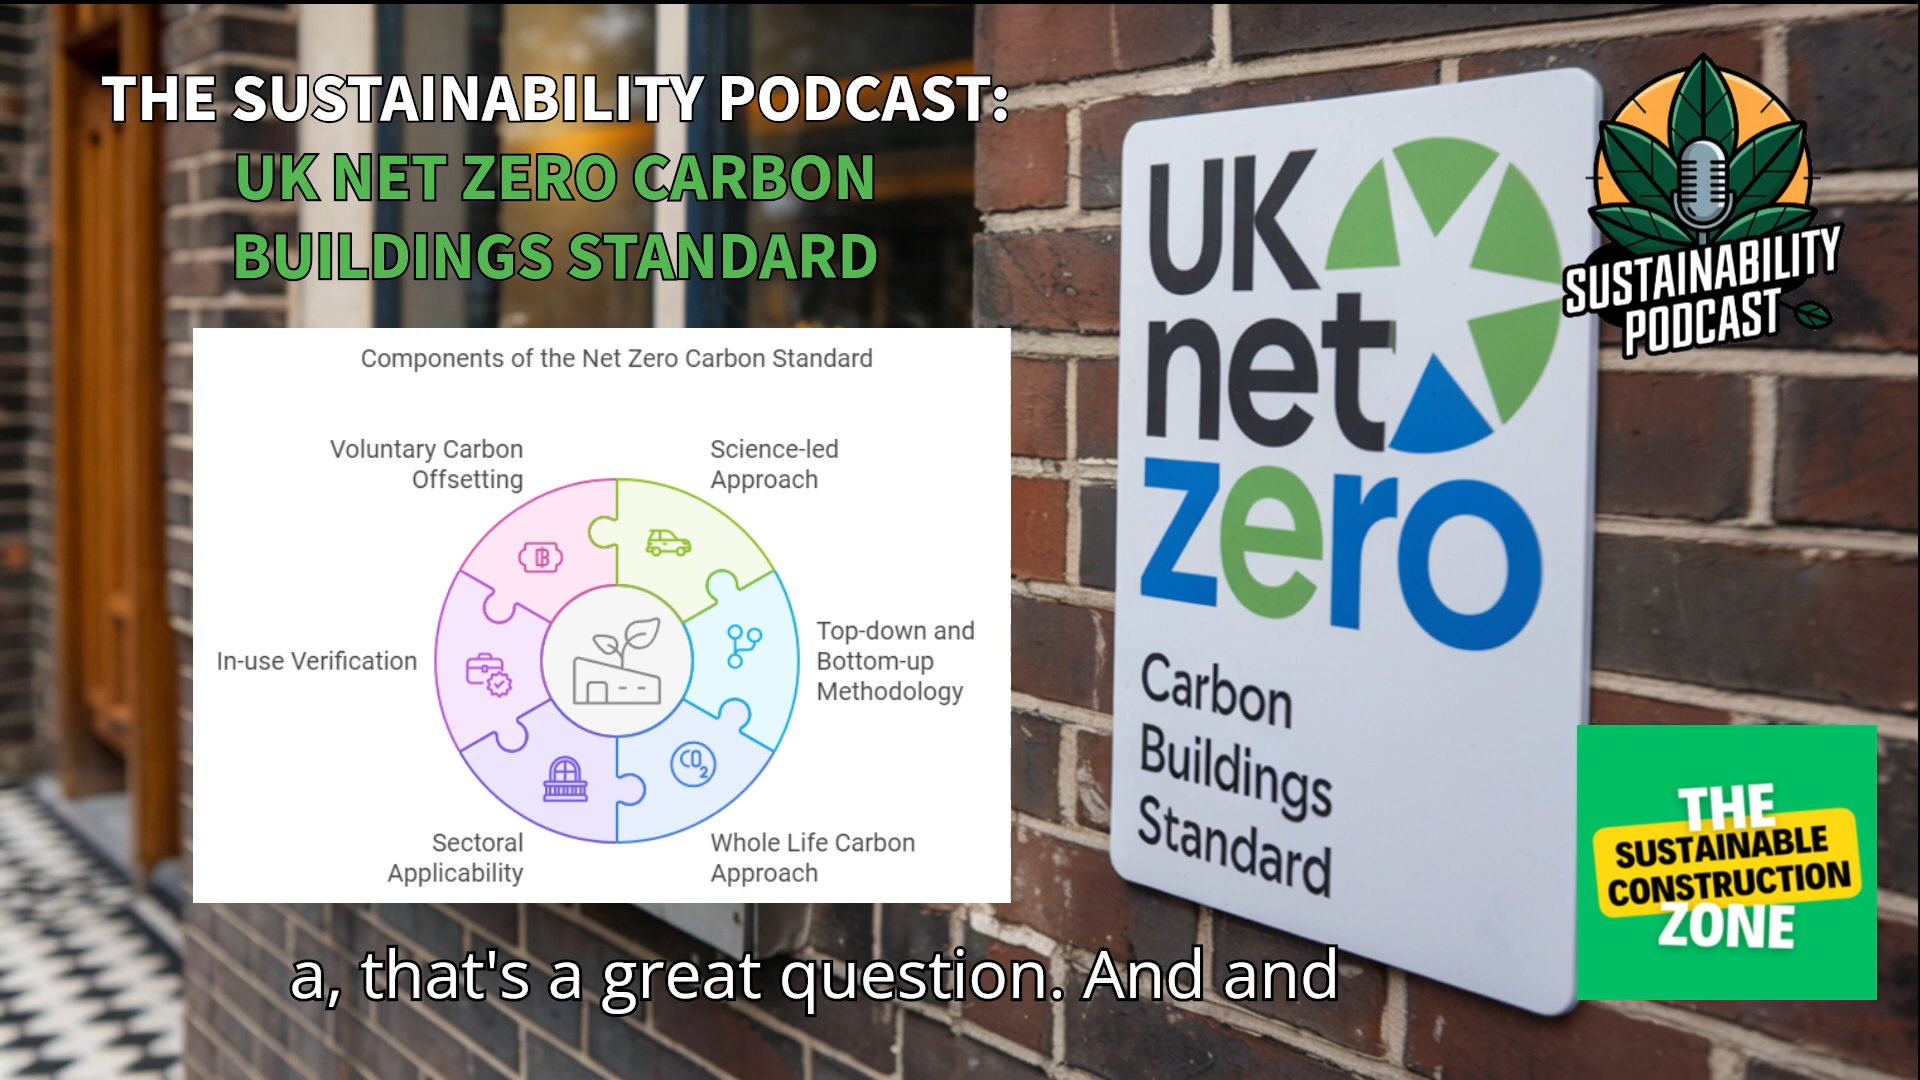 THE SUSTAINABILITY PODCAST:
UK NET ZERO CARBON
BUILDINGS STANDARD
Components of the Net Zero Carbon Standard
Voluntary Carbon
Offsetting
Science-led
Approach
In-use Verification
Top-down and
Bottom-up
Methodology
CO2
Sectoral
Applicability
Whole Life Carbon
Approach
UK
net
zero
Carbon
Buildings
Standard
SUSTAINABILITY
PODCAST
THE
SUSTAINABLE
CONSTRUCTION
ZONE
a, that's a great question. And and